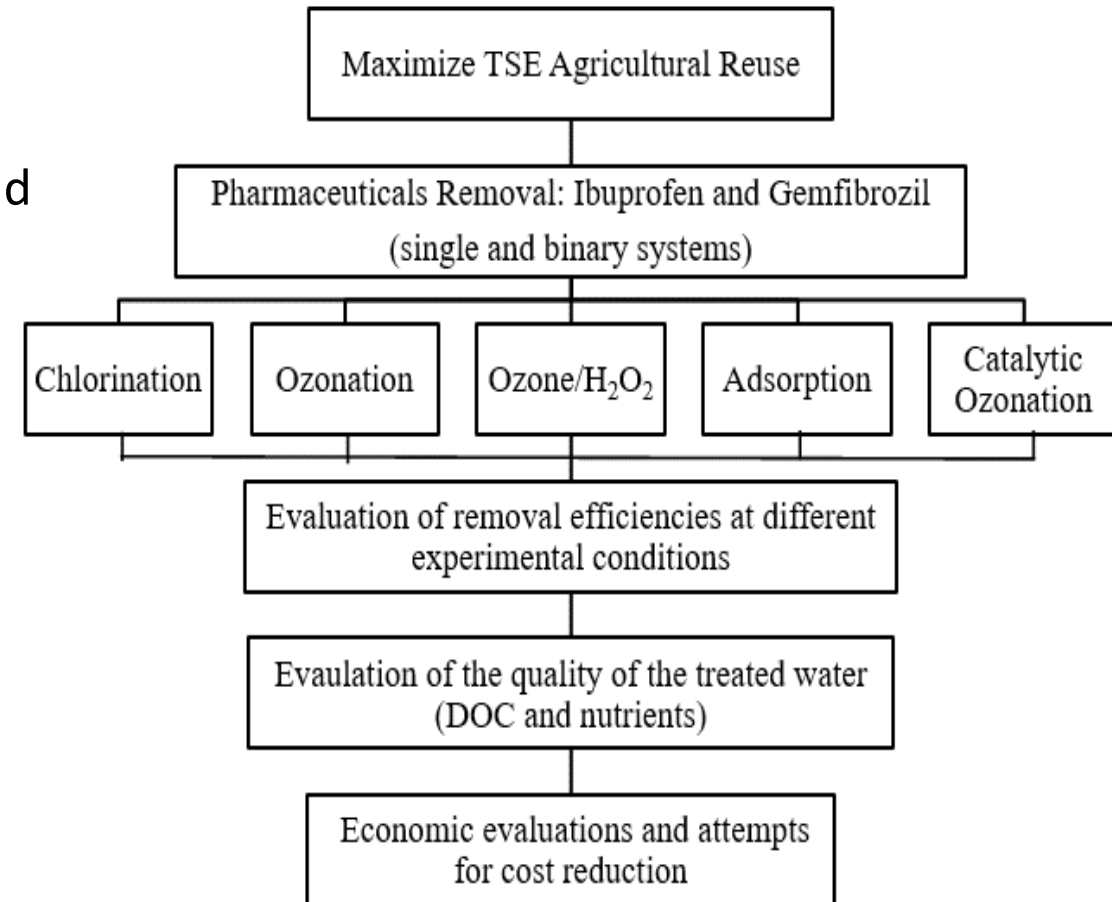 Maximize TSE Agricultural Reuse
d
Pharmaceuticals Removal: Ibuprofen and Gemfibrozil
(single and binary systems)
Chlorination
Ozonation
Ozone/H₂O₂
Adsorption
Catalytic
Ozonation
Evaluation of removal efficiencies at different
experimental conditions
Evaulation of the quality of the treated water
(DOC and nutrients)
Economic evaluations and attempts
for cost reduction